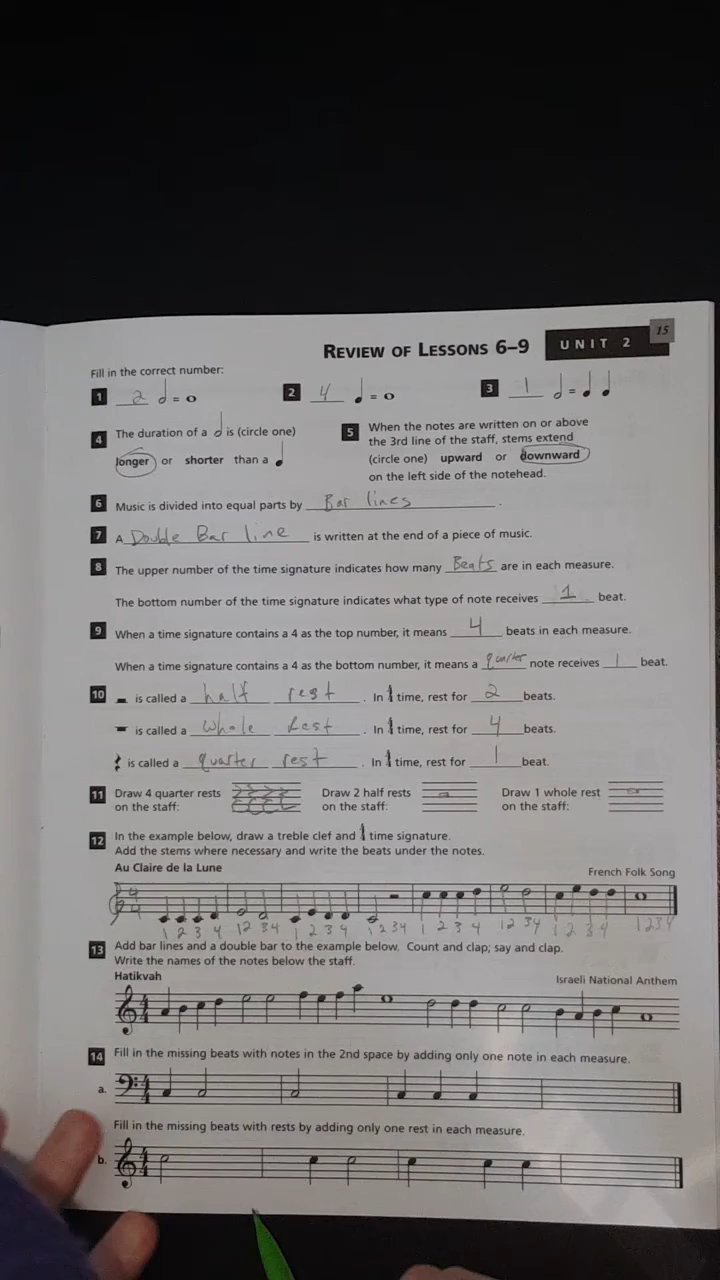 15
REVIEW OF LESSONS 6–9 UNIT 2
Fill in the correct number:
1 2 = 2 4 = 3 1 =
4 The duration of a is (circle one)
longer or shorter than a
5 When the notes are written on or above
the 3rd line of the staff, stems extend
(circle one) upward or downward
on the left side of the notehead.
6 Music is divided into equal parts by Bar lines.
7 A Double Bar line is written at the end of a piece of music.
8 The upper number of the time signature indicates how many Beats are in each measure.
The bottom number of the time signature indicates what type of note receives 1 beat.
9 When a time signature contains a 4 as the top number, it means 4 beats in each measure.
When a time signature contains a 4 as the bottom number, it means a quarter note receives 1 beat.
10 is called a half rest. In 4/4 time, rest for 2 beats.
is called a whole Rest. In 4/4 time, rest for 4 beats.
is called a quarter rest. In 4/4 time, rest for 1 beat.
11 Draw 4 quarter rests
on the staff:
Draw 2 half rests
on the staff:
Draw 1 whole rest
on the staff:
12 In the example below, draw a treble clef and 4/4 time signature.
Add the stems where necessary and write the beats under the notes.
Au Claire de la Lune French Folk Song
4
4
1 2 3 4 12 34 1 2 3 4 12 34 1 2 3 4 12 34 1 2 3 4 1234
13 Add bar lines and a double bar to the example below. Count and clap; say and clap.
Write the names of the notes below the staff.
Hatikvah Israeli National Anthem
4
4
14 Fill in the missing beats with notes in the 2nd space by adding only one note in each measure.
a. 4
4
Fill in the missing beats with rests by adding only one rest in each measure.
b. 4
4